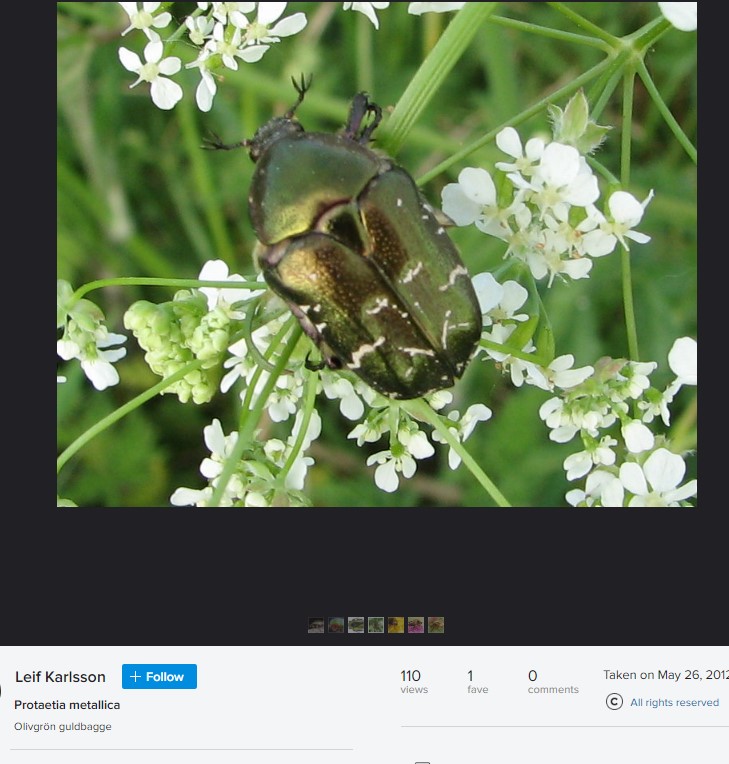 Leif Karlsson
+ Follow
Protaetia metallica
Olivgrön guldbagge
110
views
1
fave
0
comments
Taken on May 26, 2012
© All rights reserved